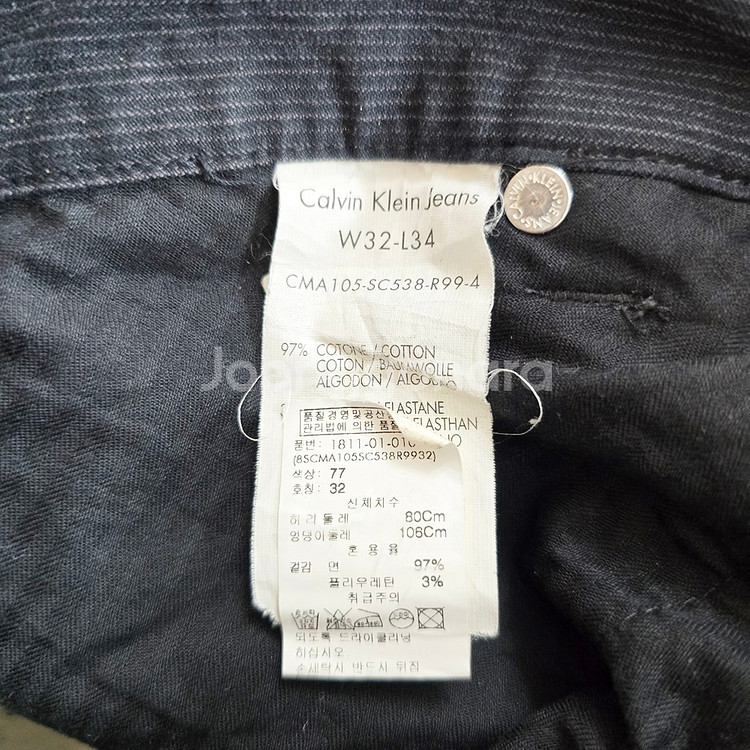 Calvin Klein Jeans
W32-L34
CMA105-SC538-R99-4
CALVIN·KLEIN·JEANS·
97% COTONE / COTTON
COTON / BAUMWOLLE
ALGODON / ALGODAO
ELASTANE
품질경영및공산
관리법에 의한 품질
ELASTHAN
품번: 1811-01-010
(8SCMA105SC538R9932)
색상: 77
호칭: 32
신체치수
허리둘레 80Cm
엉덩이둘레 106Cm
혼용율
겉감 면 97%
폴리우레탄 3%
취급주의
되도록 드라이클리닝
하십시오
손세탁시 반드시 뒤집